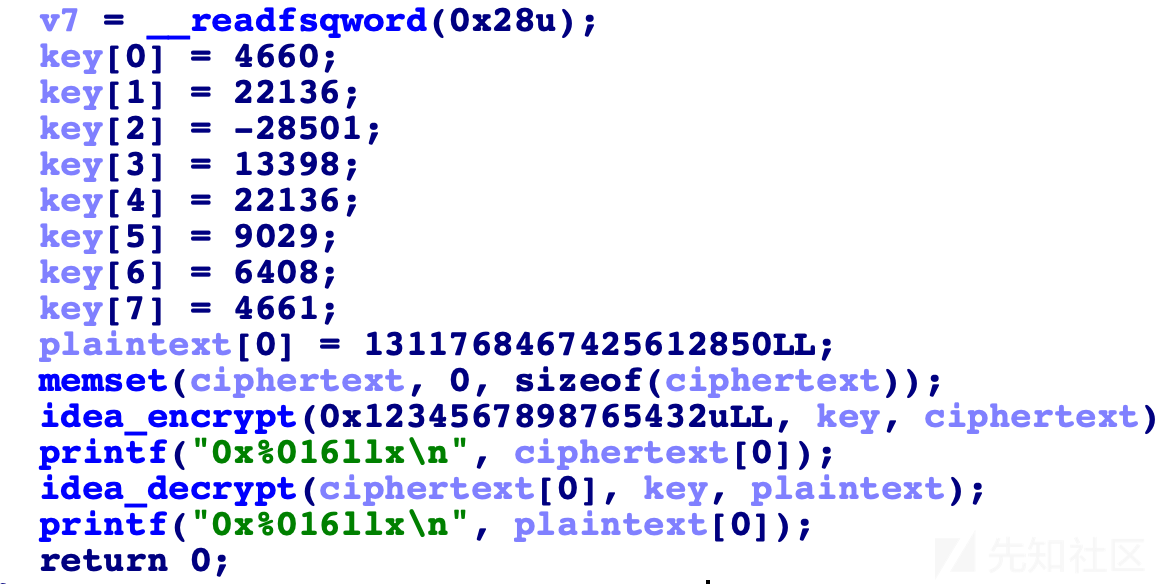 v7 = __readfsqword(0x28u);
key[0] = 4660;
key[1] = 22136;
key[2] = -28501;
key[3] = 13398;
key[4] = 22136;
key[5] = 9029;
key[6] = 6408;
key[7] = 4661;
plaintext[0] = 1311768467425612850LL;
memset(ciphertext, 0, sizeof(ciphertext));
idea_encrypt(0x1234567898765432uLL, key, ciphertext)
printf("0x%016llx\n", ciphertext[0]);
idea_decrypt(ciphertext[0], key, plaintext);
printf("0x%016llx\n", plaintext[0]);
return 0;
先知社区